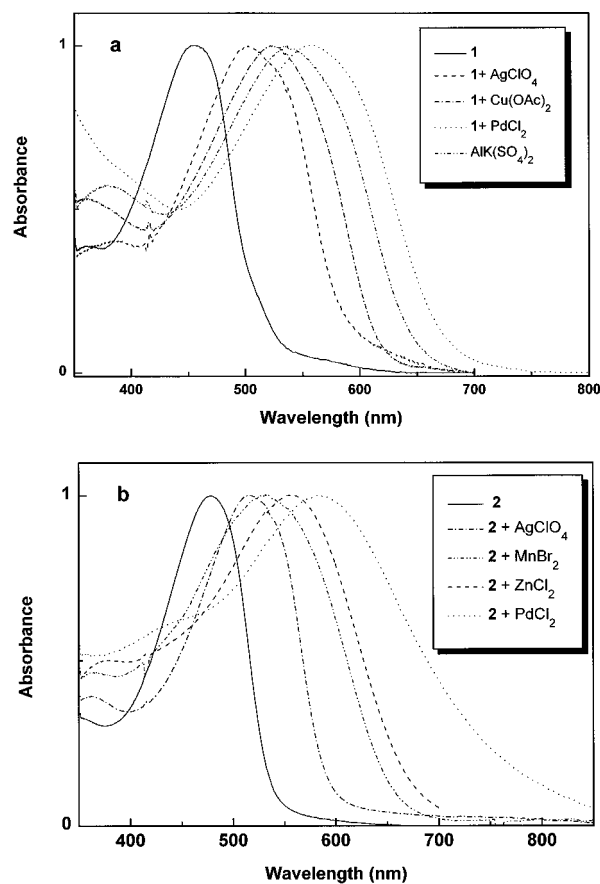 a
1
0
Absorbance
1
1+ AgClO4
1+ Cu(OAc)2
1+ PdCl2
AlK(SO4)2
400 500 600 700 800
Wavelength (nm)
b
1
0
Absorbance
2
2 + AgClO4
2 + MnBr2
2 + ZnCl2
2 + PdCl2
400 500 600 700 800
Wavelength (nm)